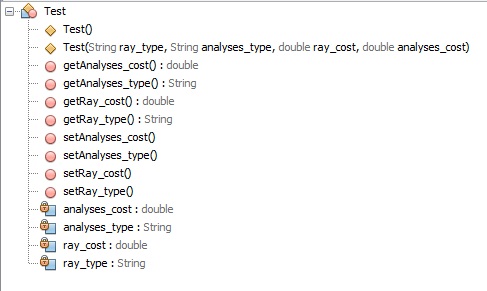 Test
Test()
Test(String ray_type, String analyses_type, double ray_cost, double analyses_cost)
getAnalyses_cost() : double
getAnalyses_type() : String
getRay_cost() : double
getRay_type() : String
setAnalyses_cost()
setAnalyses_type()
setRay_cost()
setRay_type()
analyses_cost : double
analyses_type : String
ray_cost : double
ray_type : String